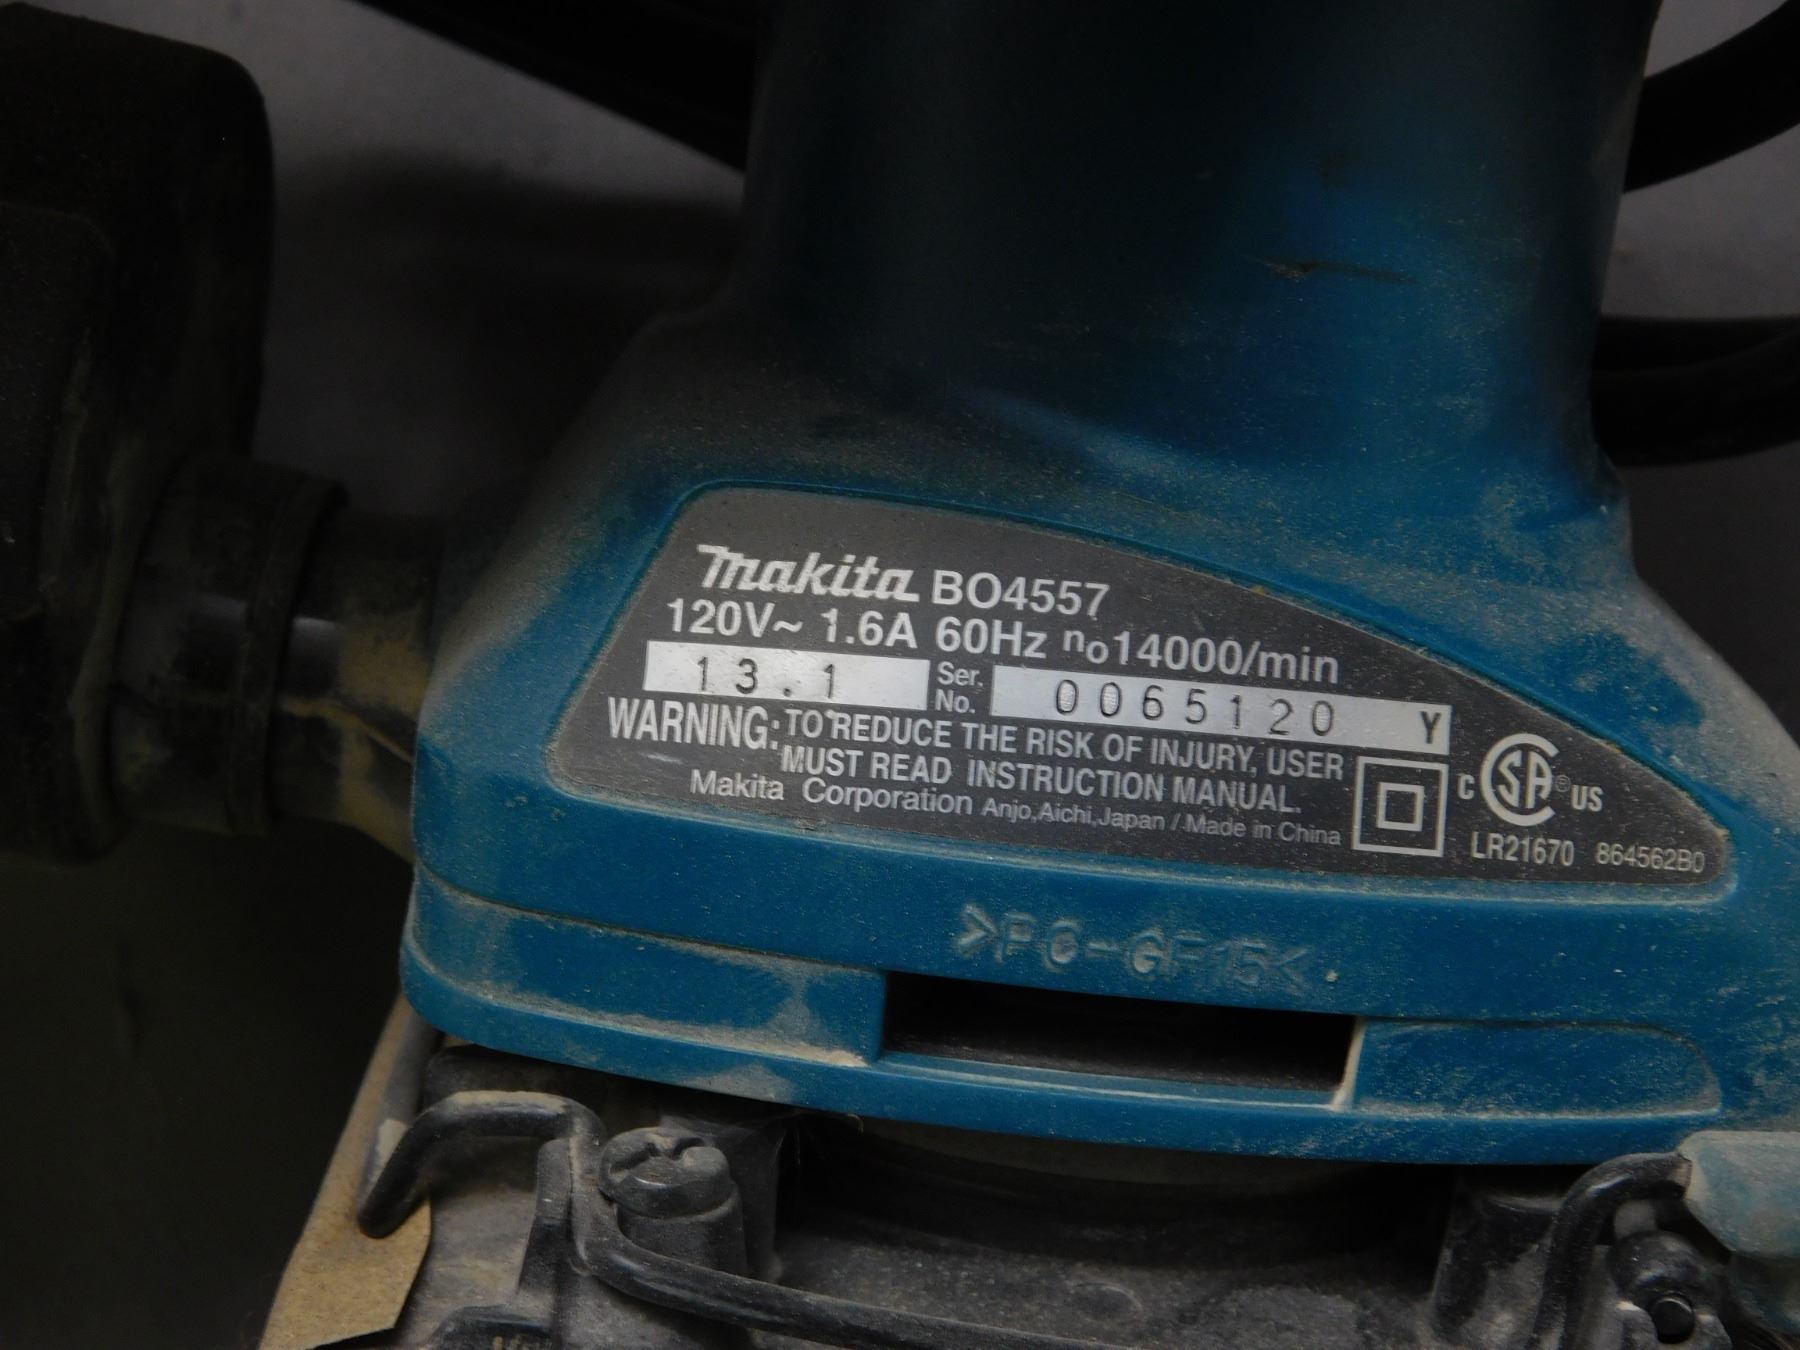 makita BO4557
120V~ 1.6A 60Hz no14000/min
13.1 Ser. No. 0065120 Y
WARNING: TO REDUCE THE RISK OF INJURY, USER
MUST READ INSTRUCTION MANUAL.
Makita Corporation Anjo,Aichi,Japan / Made in China
C SA ® US
LR21670 864562B0
>PC-GF15<